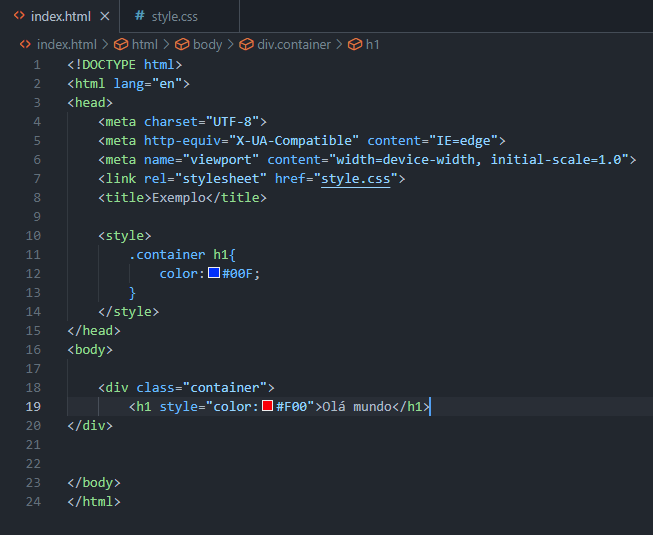 index.html
style.css
index.html > html > body > div.container > h1
1 <!DOCTYPE html>
2 <html lang="en">
3 <head>
4     <meta charset="UTF-8">
5     <meta http-equiv="X-UA-Compatible" content="IE=edge">
6     <meta name="viewport" content="width=device-width, initial-scale=1.0">
7     <link rel="stylesheet" href="style.css">
8     <title>Exemplo</title>
9
10     <style>
11         .container h1{
12             color:#00F;
13         }
14     </style>
15 </head>
16 <body>
17
18     <div class="container">
19         <h1 style="color:#F00">Olá mundo</h1>
20 </div>
21
22
23 </body>
24 </html>